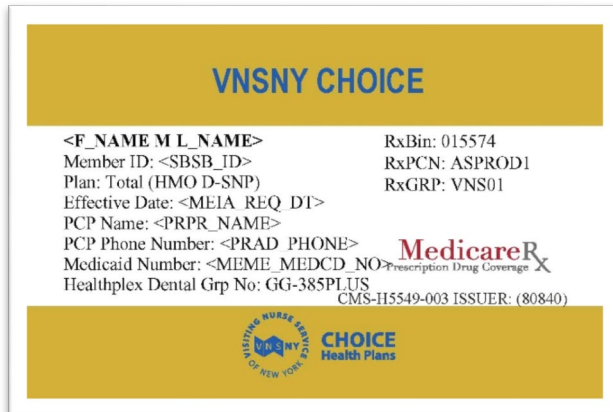 VNSNY CHOICE
<F_NAME M L_NAME>
Member ID: <SBSB_ID>
Plan: Total (HMO D-SNP)
Effective Date: <MEIA_REQ_DT>
PCP Name: <PRPR_NAME>
PCP Phone Number: <PRAD_PHONE>
Medicaid Number: <MEME_MEDCD_NO>
Healthplex Dental Grp No: GG-385PLUS
RxBin: 015574
RxPCN: ASPROD1
RxGRP: VNS01
MedicareRx
Prescription Drug Coverage
CMS-H5549-003 ISSUER: (80840)
VISITING NURSE SERVICE
VNSNY
OF NEW YORK
CHOICE
Health Plans